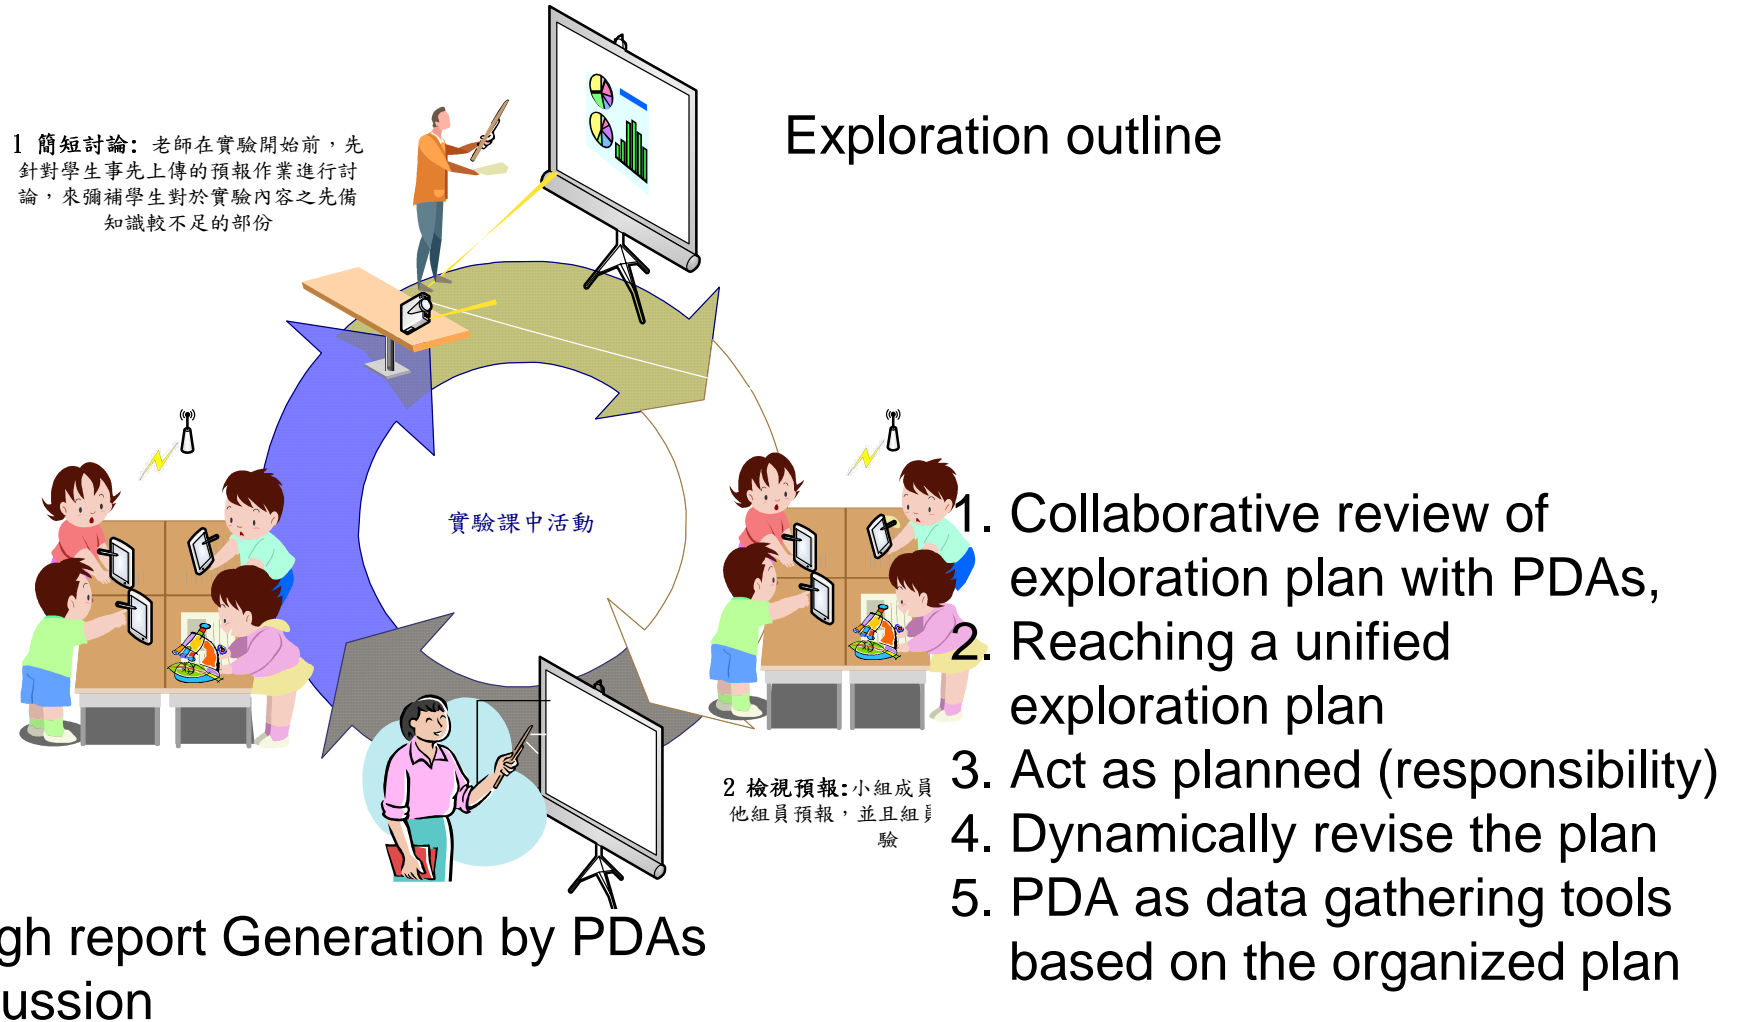 Exploration outline
1 簡短討論: 老師在實驗開始前，先
針對學生事先上傳的預報作業進行討
論，來彌補學生對於實驗內容之先備
知識較不足的部份
實驗課中活動
1. Collaborative review of
exploration plan with PDAs,
2. Reaching a unified
exploration plan
3. Act as planned (responsibility)
4. Dynamically revise the plan
5. PDA as data gathering tools
based on the organized plan
2 檢視預報:小組成員
他組員預報，並且組員
驗
gh report Generation by PDAs
ussion